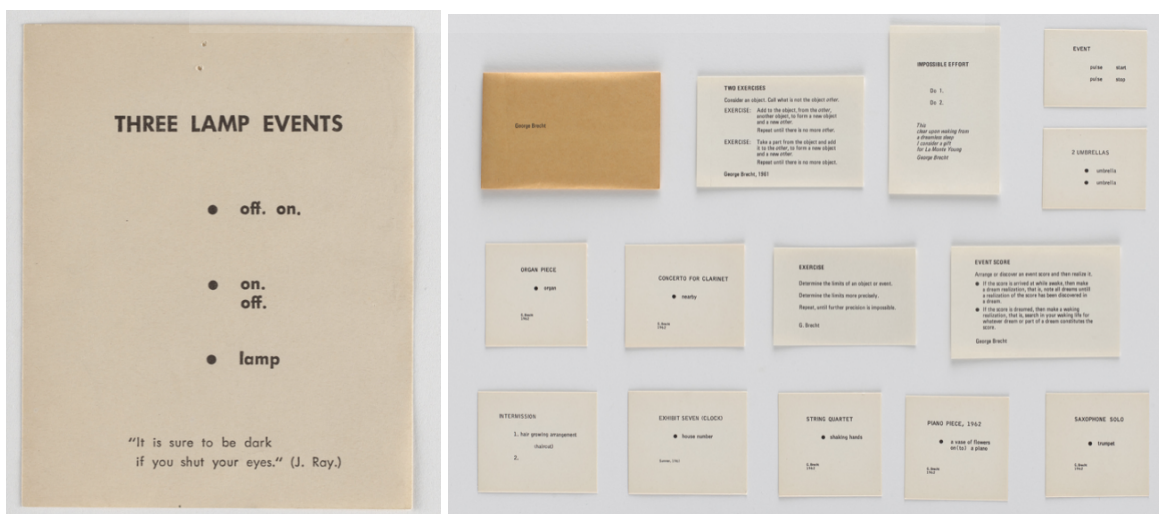 THREE LAMP EVENTS
● off. on.
● on.
off.
● lamp
"It is sure to be dark
if you shut your eyes." (J. Ray.)
George Brecht
TWO EXERCISES
Consider an object. Call what is not the object other.
EXERCISE: Add to the object, from the other,
another object, to form a new object
and a new other.
Repeat until there is no more other.
EXERCISE: Take a part from the object and add
it to the other, to form a new object
and a new other.
Repeat until there is no more object.
George Brecht, 1961
IMPOSSIBLE EFFORT
Do 1.
Do 2.
This
clear upon waking from
a dreamless sleep
I consider a gift
for La Monte Young
George Brecht
EVENT
pulse start
pulse stop
2 UMBRELLAS
● umbrella
● umbrella
ORGAN PIECE
● organ
G. Brecht
1962
CONCERTO FOR CLARINET
● nearby
G. Brecht
1962
EXERCISE
Determine the limits of an object or event.
Determine the limits more precisely.
Repeat, until further precision is impossible.
G. Brecht
EVENT SCORE
Arrange or discover an event score and then realize it.
● If the score is arrived at while awake, then make
a dream realization, that is, note all dreams until
a realization of the score has been discovered in
a dream.
● If the score is dreamed, then make a waking
realization, that is, search in your waking life for
whatever dream or part of a dream constitutes the
score.
George Brecht
INTERMISSION
1. hair growing arrangement
2.
EXHIBIT SEVEN (CLOCK)
● house number
STRING QUARTET
● shaking hands
G. Brecht
1962
PIANO PIECE, 1962
● a vase of flowers
on(to) a piano
G. Brecht
1962
SAXOPHONE SOLO
● trumpet
G. Brecht
1962